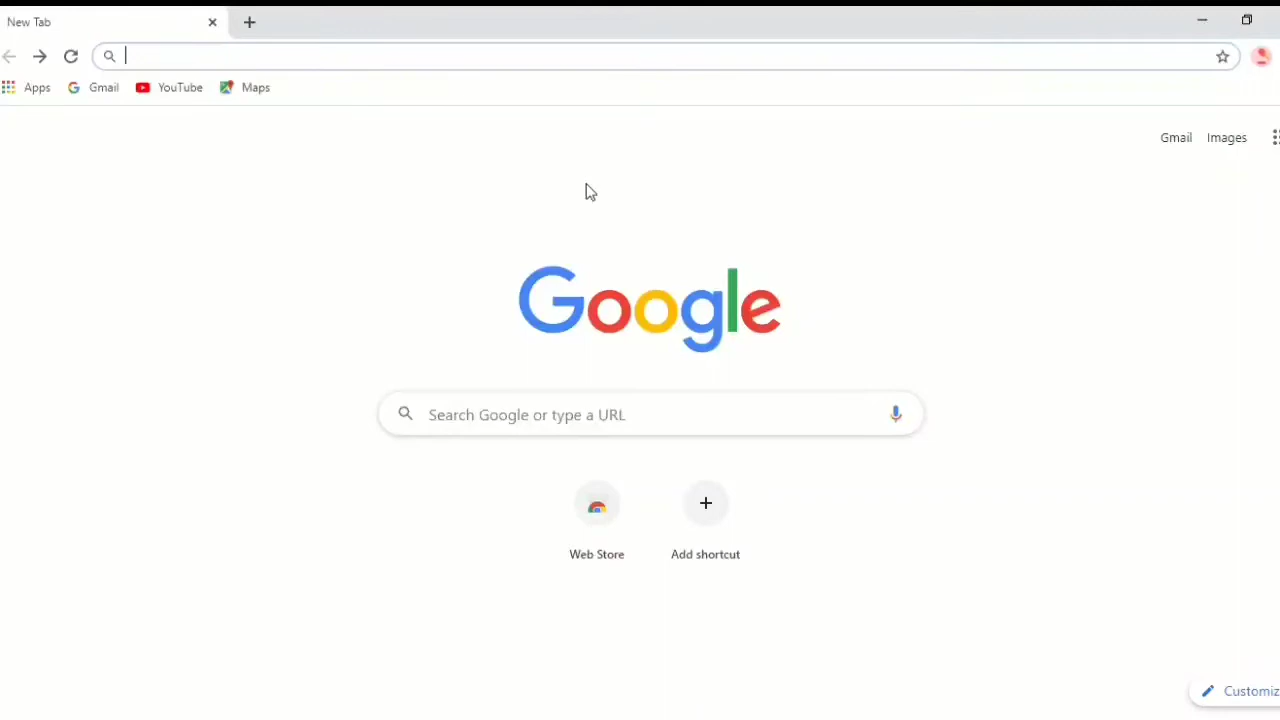 New Tab
Apps Gmail YouTube Maps
Gmail Images
Google
Search Google or type a URL
Web Store Add shortcut
Customiz